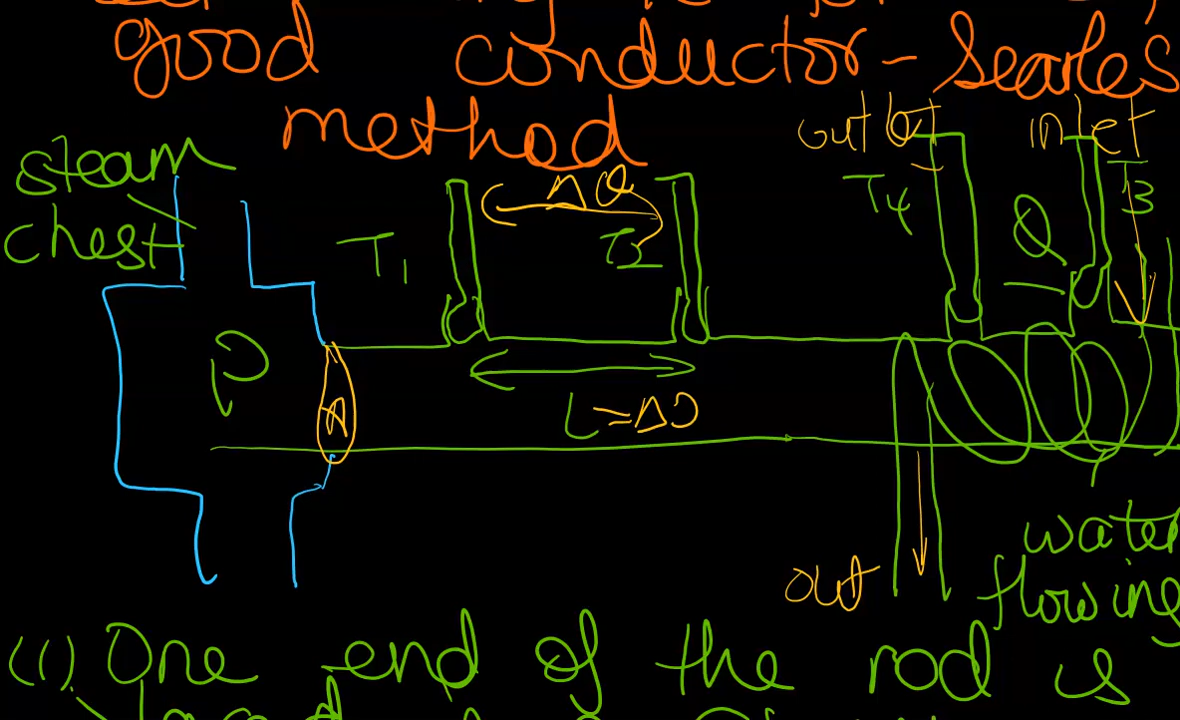 good conductor - Searle's
method
steam
chest
outlet
inlet
T1
ΔQ
T2
T4
Q
T3
P
A
L = Δx
out
water
flowing
(1) One end of the rod is